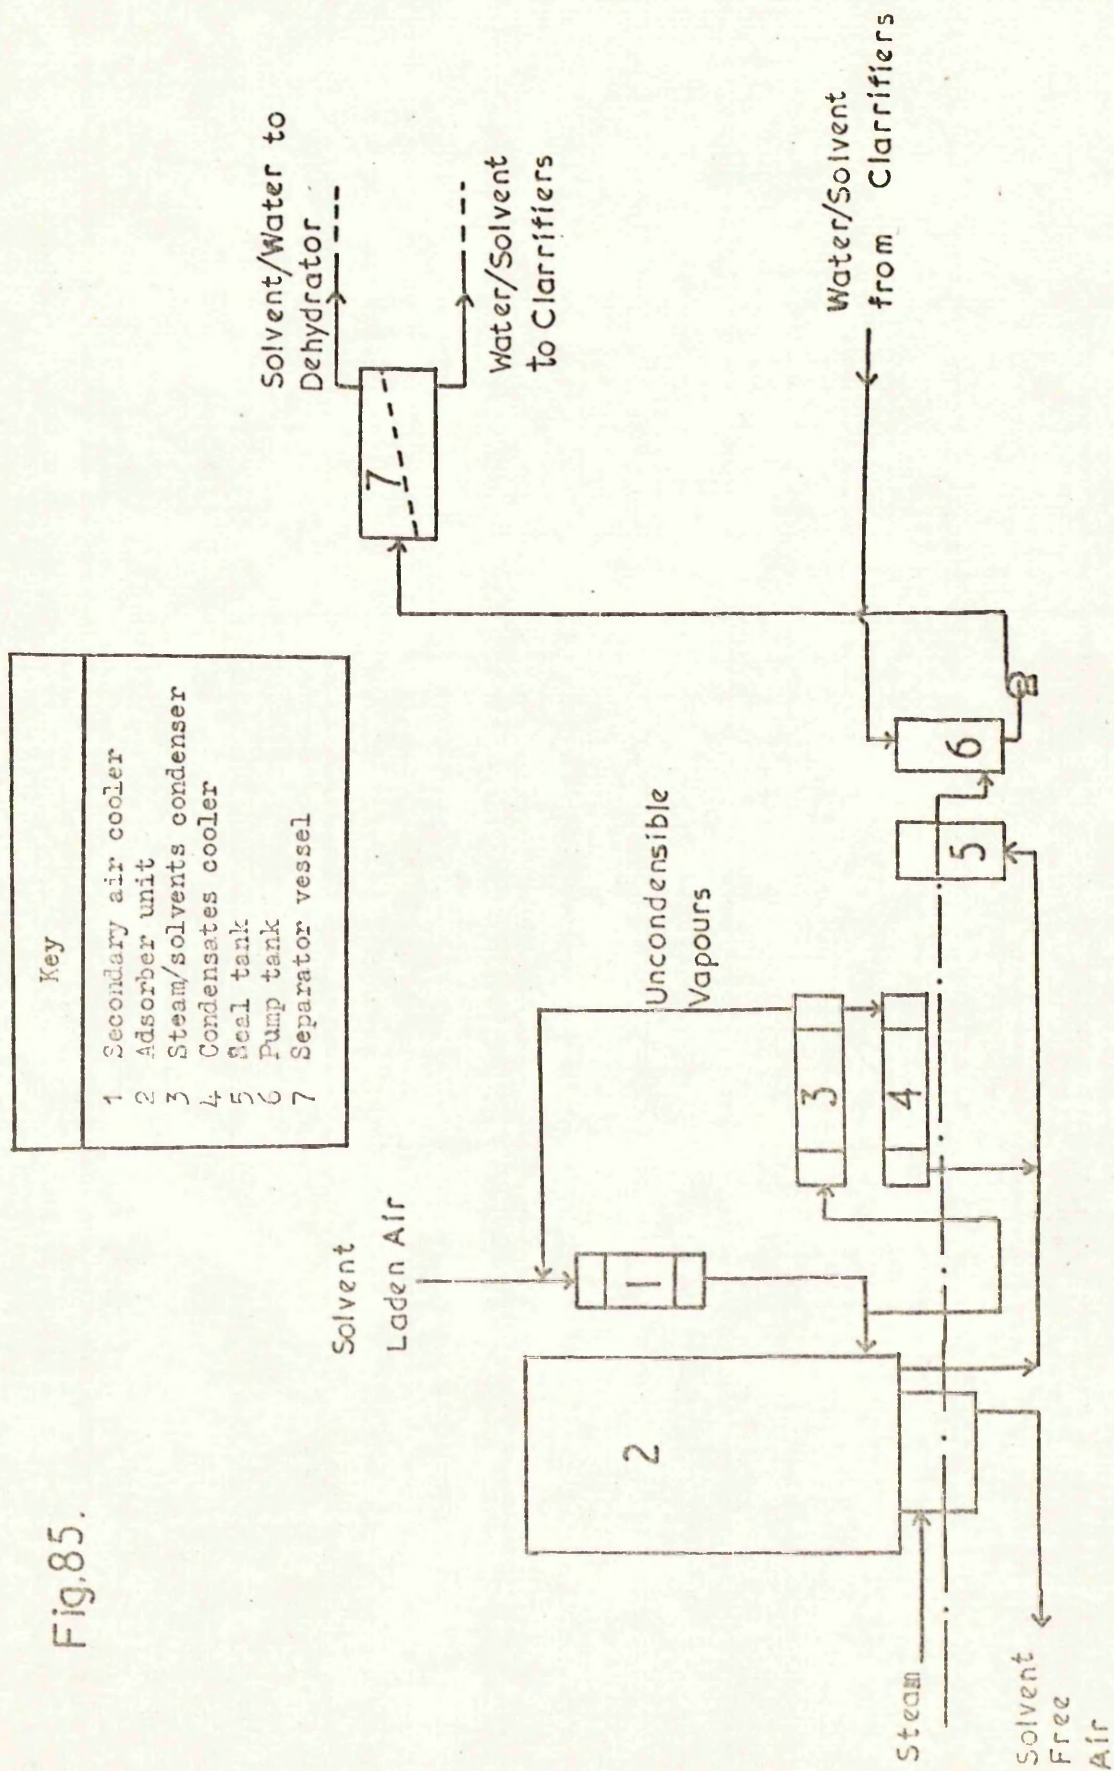 Fig.85.
Key
1 Secondary air cooler
2 Adsorber unit
3 Steam/solvents condenser
4 Condensates cooler
5 Seal tank
6 Pump tank
7 Separator vessel
Solvent
Laden Air
Uncondensible
Vapours
Solvent/Water to
Dehydrator
Water/Solvent
to Clarrifiers
Water/Solvent
from Clarrifiers
1
2
3
4
5
6
7
Steam
Solvent
Free
Air